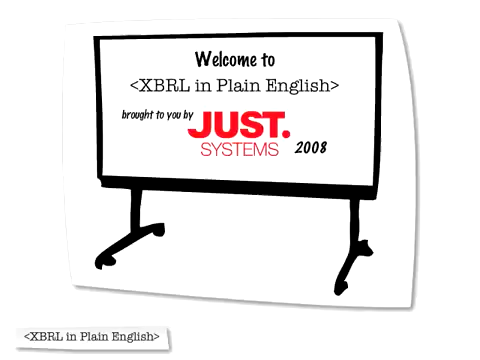 Welcome to
<XBRL in Plain English>
brought to you by
JUST.
SYSTEMS 2008
<XBRL in Plain English>